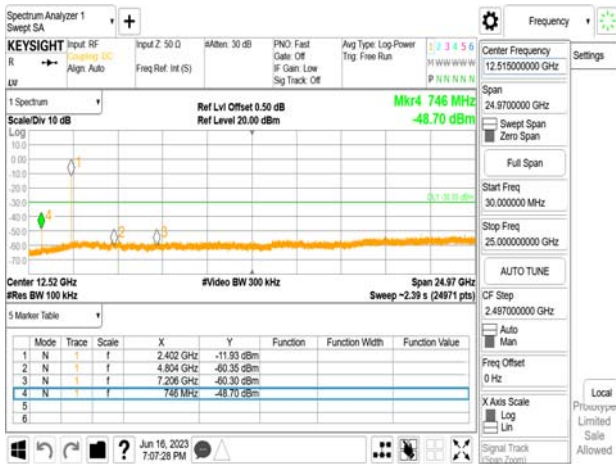 Spectrum Analyzer 1
Swept SA
Frequency
KEYSIGHT
Input: RF
Coupling: DC
Align: Auto
Input Z: 50 Ω
Freq Ref: Int (S)
#Atten: 30 dB
PNO: Fast
Gate: Off
IF Gain: Low
Sig Track: Off
Avg Type: Log-Power
Trig: Free Run
1 2 3 4 5 6
M W W W W W
P N N N N N
R
LXI
1 Spectrum
Scale/Div 10 dB
Ref Lvl Offset 0.50 dB
Ref Level 20.00 dBm
Mkr4 746 MHz
-48.70 dBm
Log
10.0
0.00
-10.0
-20.0
-30.0
-40.0
-50.0
-60.0
-70.0
1
2
3
4
DL1 -30.00 dBm
Center 12.52 GHz
#Video BW 300 kHz
Span 24.97 GHz
#Res BW 100 kHz
Sweep ~2.39 s (24971 pts)
5 Marker Table
Mode Trace Scale X Y Function Function Width Function Value
1 N 1 f 2.402 GHz -11.93 dBm
2 N 1 f 4.804 GHz -60.35 dBm
3 N 1 f 7.206 GHz -60.30 dBm
4 N 1 f 746 MHz -48.70 dBm
5
6
?
Jun 16, 2023
7:07:28 PM
Center Frequency
12.515000000 GHz
Settings
Span
24.9700000 GHz
Swept Span
Zero Span
Full Span
Start Freq
30.000000 MHz
Stop Freq
25.000000000 GHz
AUTO TUNE
CF Step
2.497000000 GHz
Auto
Man
Freq Offset
0 Hz
X Axis Scale
Log
Lin
Signal Track
(Span Zoom)
Local
Prototype
Limited
Sale
Allowed